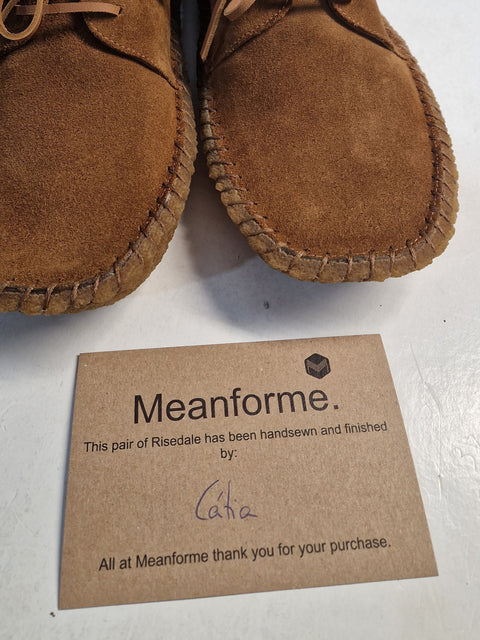 Meanforme.
This pair of Risedale has been handsewn and finished
by:
Cátia
All at Meanforme thank you for your purchase.